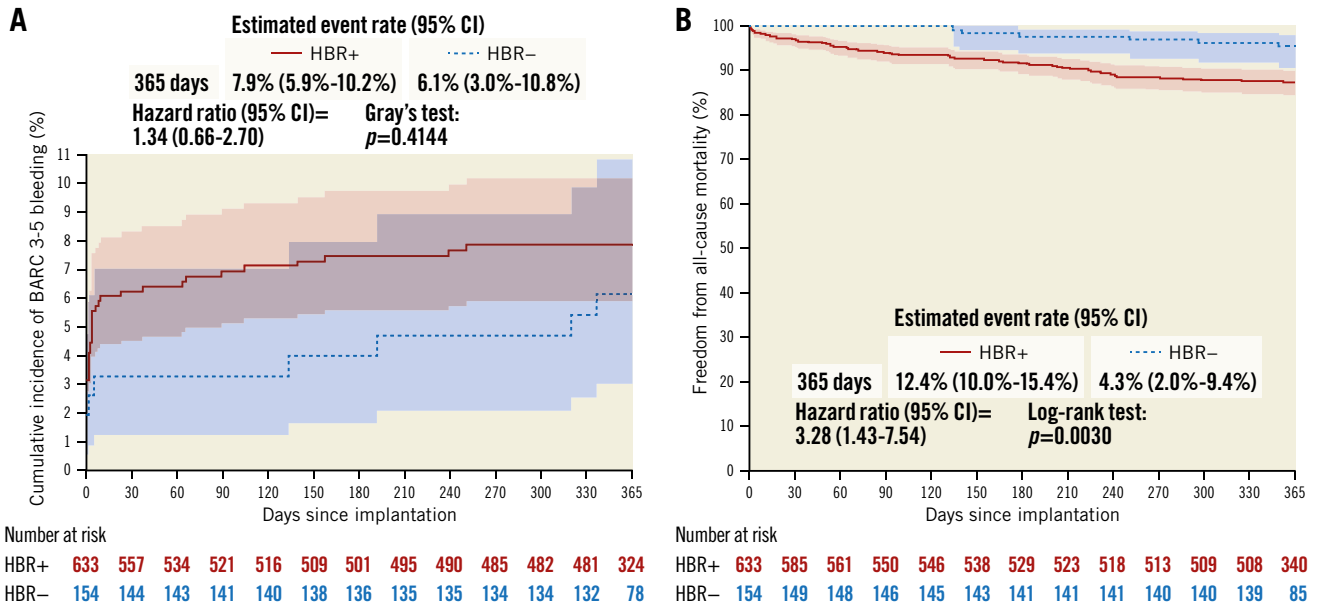 A
Estimated event rate (95% CI)
HBR+ HBR–
365 days 7.9% (5.9%-10.2%) 6.1% (3.0%-10.8%)
Hazard ratio (95% CI)= Gray's test:
1.34 (0.66-2.70) p=0.4144
Cumulative incidence of BARC 3-5 bleeding (%)
11
10
9
8
7
6
5
4
3
2
1
0
0 30 60 90 120 150 180 210 240 270 300 330 365
Days since implantation
Number at risk
HBR+ 633 557 534 521 516 509 501 495 490 485 482 481 324
HBR– 154 144 143 141 140 138 136 135 135 134 134 132 78
B
Freedom from all-cause mortality (%)
100
90
80
70
60
50
40
30
20
10
0
Estimated event rate (95% CI)
HBR+ HBR–
365 days 12.4% (10.0%-15.4%) 4.3% (2.0%-9.4%)
Hazard ratio (95% CI)= Log-rank test:
3.28 (1.43-7.54) p=0.0030
0 30 60 90 120 150 180 210 240 270 300 330 365
Days since implantation
Number at risk
HBR+ 633 585 561 550 546 538 529 523 518 513 509 508 340
HBR– 154 149 148 146 145 143 141 141 141 140 140 139 85